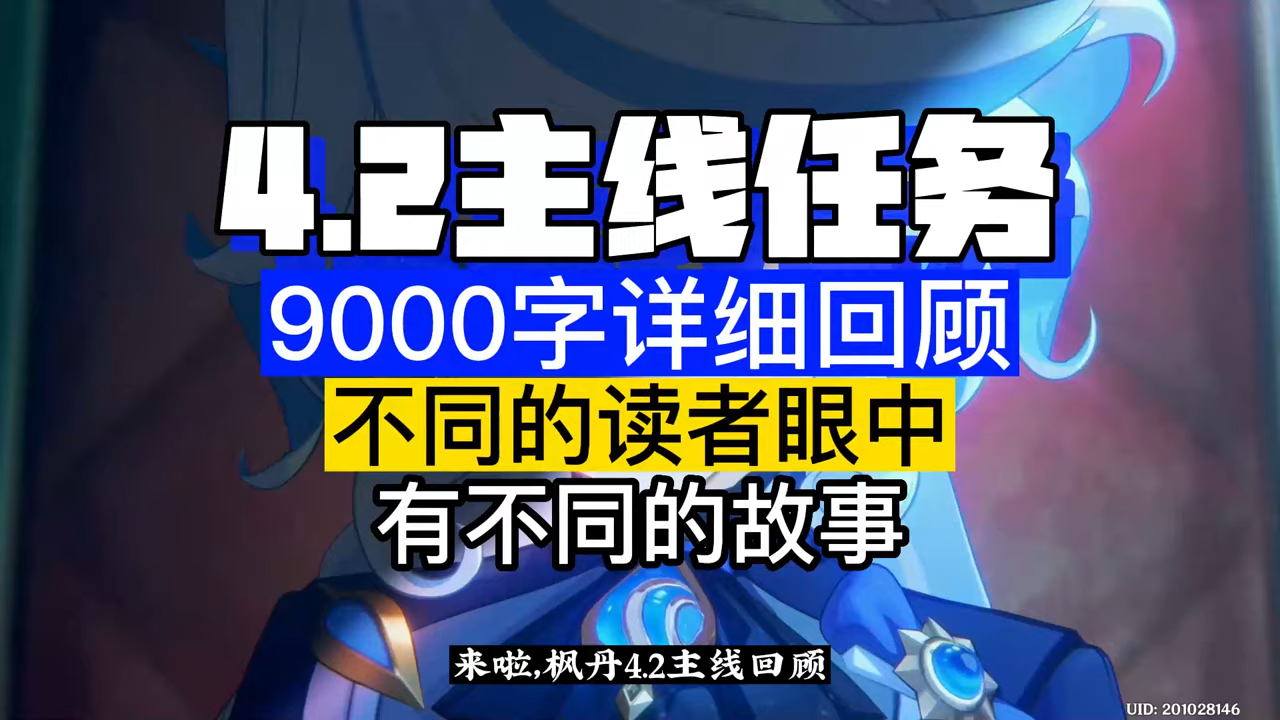 4.2主线任务
9000字详细回顾
不同的读者眼中
有不同的故事
来啦,枫丹4.2主线回顾
UID: 201028146